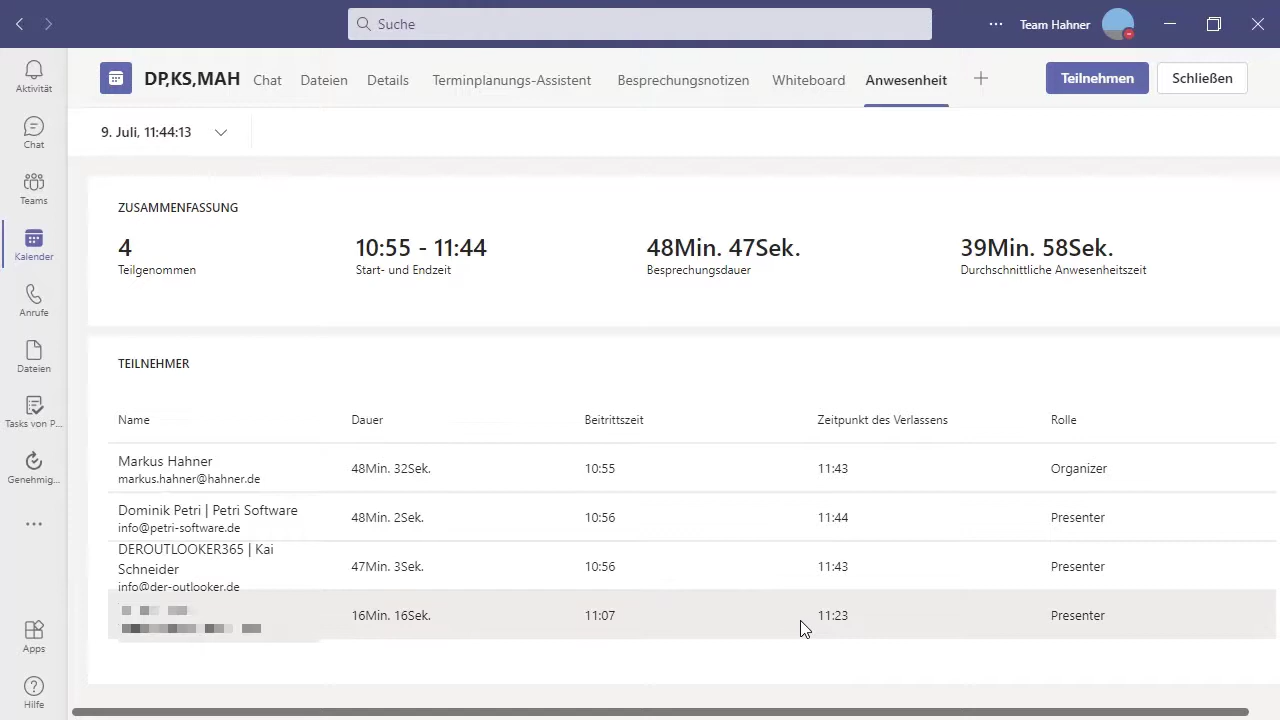 Suche
Team Hahner
Aktivität
Chat
Teams
Kalender
Anrufe
Dateien
Tasks von P...
Genehmig...
Apps
Hilfe
DP,KS,MAH
Chat
Dateien
Details
Terminplanungs-Assistent
Besprechungsnotizen
Whiteboard
Anwesenheit
Teilnehmen
Schließen
9. Juli, 11:44:13
ZUSAMMENFASSUNG
4
Teilgenommen
10:55 - 11:44
Start- und Endzeit
48Min. 47Sek.
Besprechungsdauer
39Min. 58Sek.
Durchschnittliche Anwesenheitszeit
TEILNEHMER
Name Dauer Beitrittszeit Zeitpunkt des Verlassens Rolle
Markus Hahner
markus.hahner@hahner.de
48Min. 32Sek. 10:55 11:43 Organizer
Dominik Petri | Petri Software
info@petri-software.de
48Min. 2Sek. 10:56 11:44 Presenter
DEROUTLOOKER365 | Kai
Schneider
info@der-outlooker.de
47Min. 3Sek. 10:56 11:43 Presenter
16Min. 16Sek. 11:07 11:23 Presenter